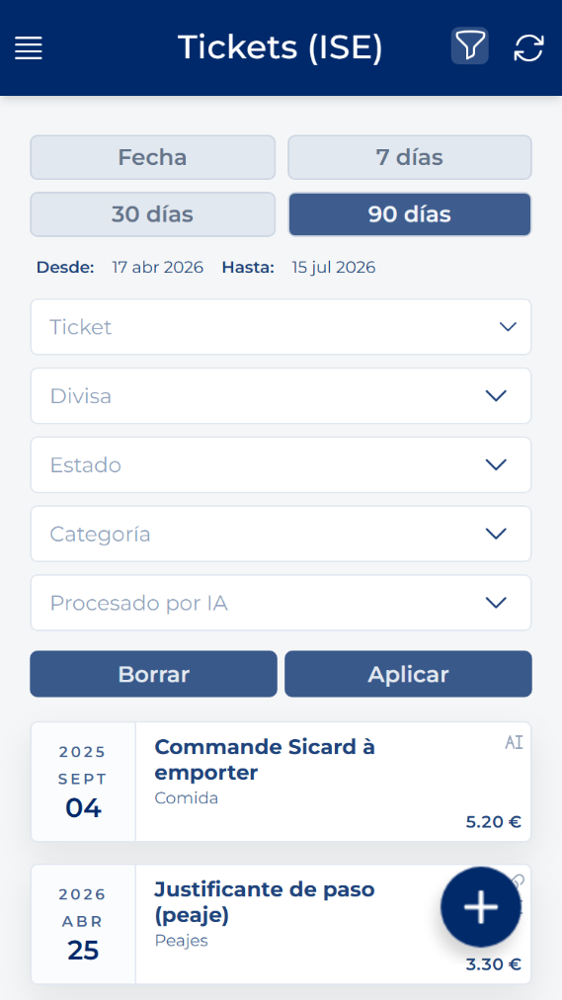 Tickets (ISE)
Fecha
7 días
30 días
90 días
Desde: 17 abr 2026 Hasta: 15 jul 2026
Ticket
Divisa
Estado
Categoría
Procesado por IA
Borrar
Aplicar
2025
SEPT
04
Commande Sicard à
emporter
Comida
AI
5.20 €
2026
ABR
25
Justificante de paso
(peaje)
Peajes
3.30 €